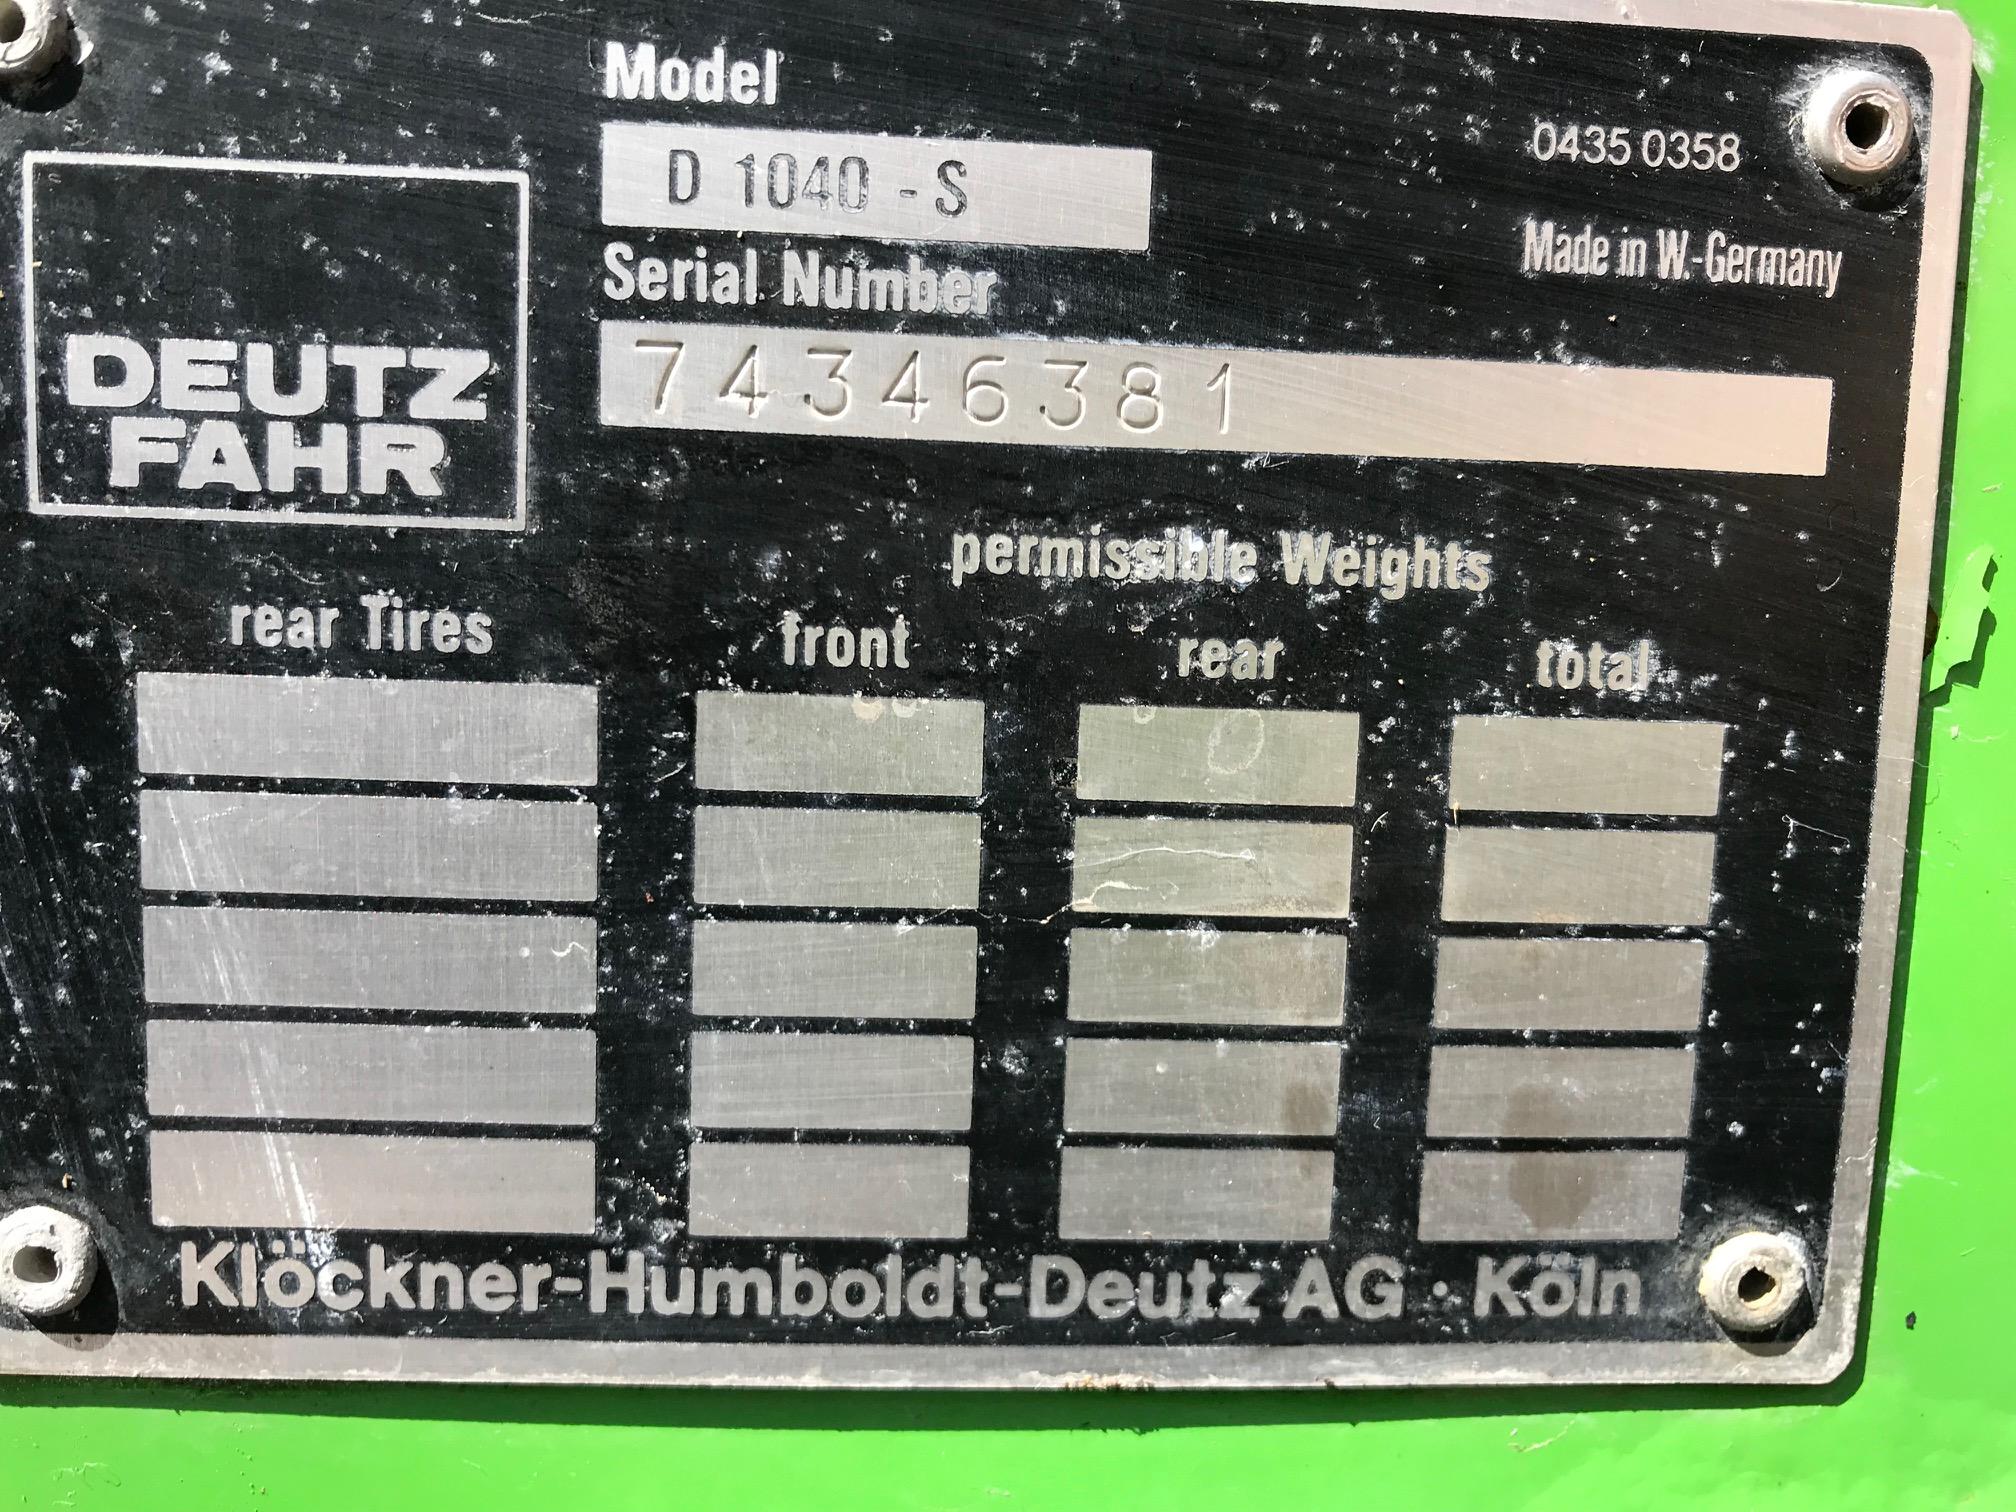 Model
D 1040 - S
0435 0358
Made in W.-Germany
Serial Number
74346381
DEUTZ
FAHR
permissible Weights
rear Tires front rear total
Klöckner-Humboldt-Deutz AG · Köln